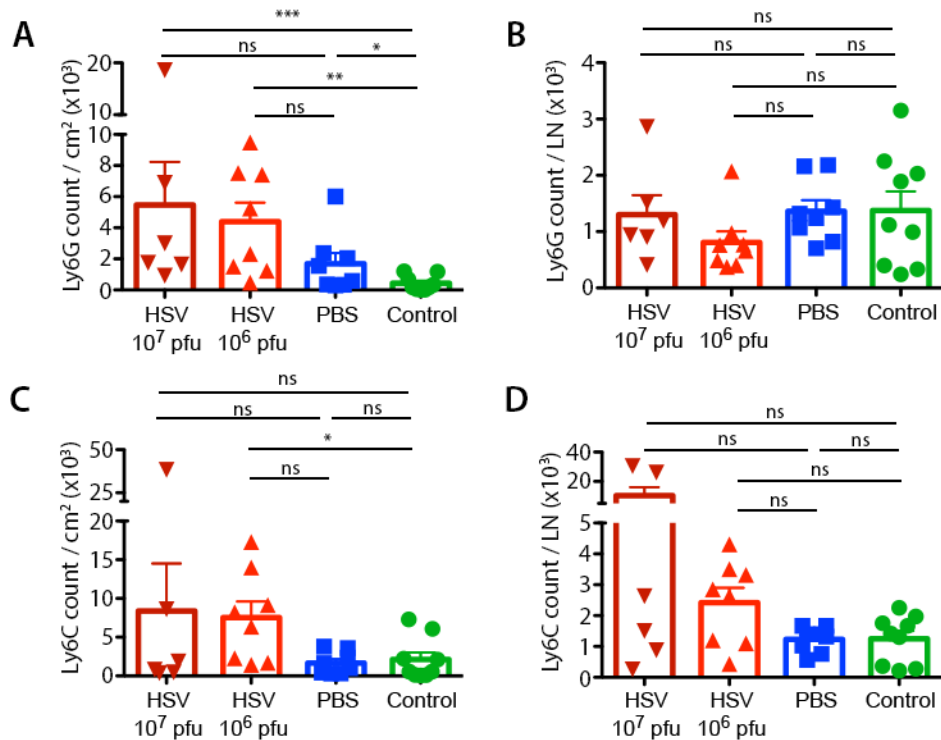 A
***
ns
*
**
ns
Ly6G count / cm² (x10³)
20
15
10
8
6
4
2
0
HSV
10⁷ pfu
HSV
10⁶ pfu
PBS
Control
B
ns
ns
ns
ns
ns
Ly6G count / LN (x10³)
4
3
2
1
0
HSV
10⁷ pfu
HSV
10⁶ pfu
PBS
Control
C
ns
ns
ns
*
ns
Ly6C count / cm² (x10³)
50
25
15
10
5
0
HSV
10⁷ pfu
HSV
10⁶ pfu
PBS
Control
D
ns
ns
ns
ns
ns
Ly6C count / LN (x10³)
40
20
5
4
3
2
1
0
HSV
10⁷ pfu
HSV
10⁶ pfu
PBS
Control